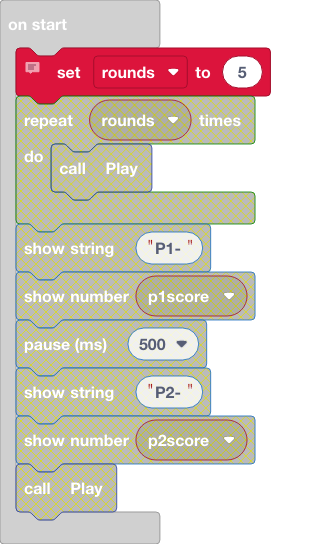 on start
set rounds to 5
repeat rounds times
do call Play
show string "P1- "
show number p1score
pause (ms) 500
show string "P2- "
show number p2score
call Play